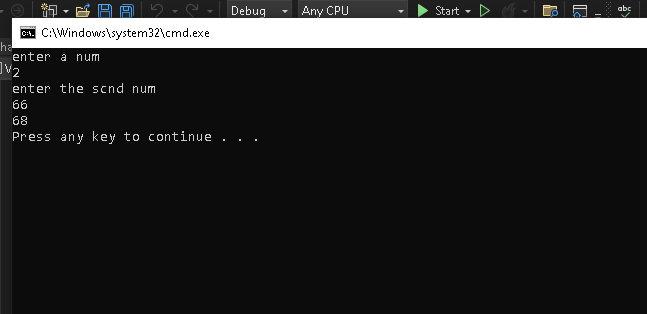 Debug
Any CPU
Start
abc
C:\Windows\system32\cmd.exe
enter a num
2
enter the scnd num
66
68
Press any key to continue . . .